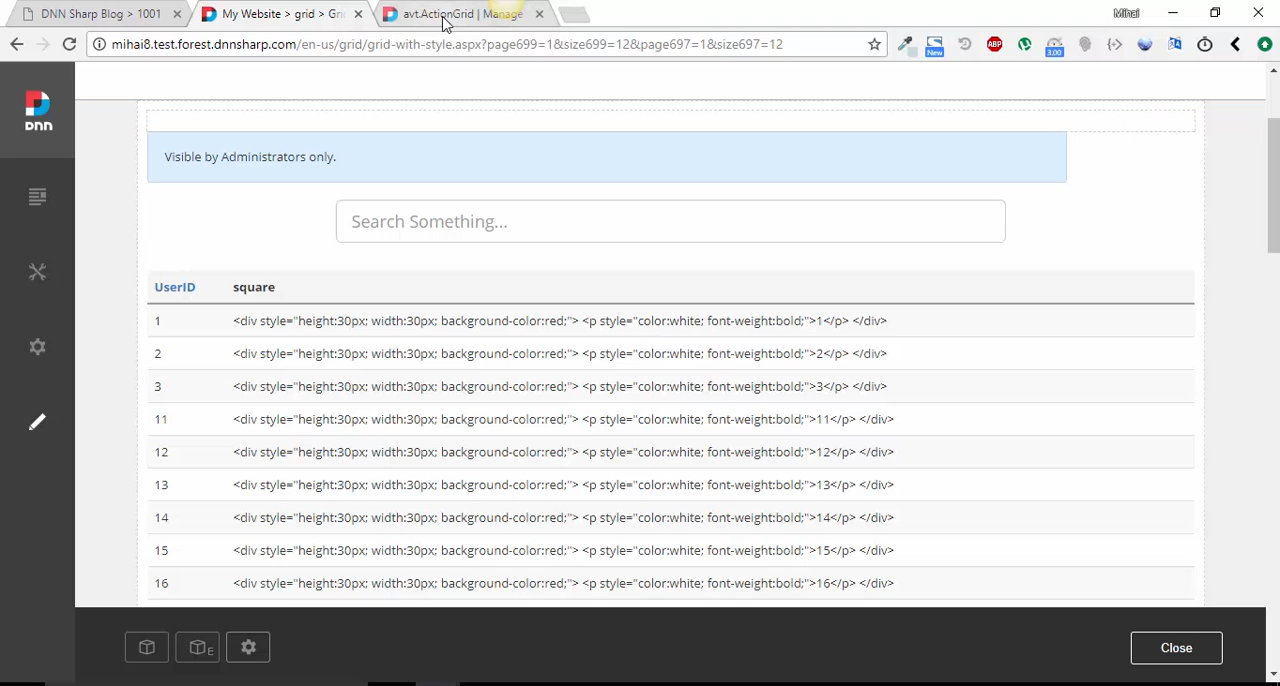 DNN Sharp Blog > 1001
My Website > grid > Gri
avt.ActionGrid | Manage
Mihai
mihai8.test.forest.dnnsharp.com/en-us/grid/grid-with-style.aspx?page699=1&size699=12&page697=1&size697=12
New
ABP
3.00
DNN
Visible by Administrators only.
Search Something...
UserID square
1 <div style="height:30px; width:30px; background-color:red;"> <p style="color:white; font-weight:bold;">1</p> </div>
2 <div style="height:30px; width:30px; background-color:red;"> <p style="color:white; font-weight:bold;">2</p> </div>
3 <div style="height:30px; width:30px; background-color:red;"> <p style="color:white; font-weight:bold;">3</p> </div>
11 <div style="height:30px; width:30px; background-color:red;"> <p style="color:white; font-weight:bold;">11</p> </div>
12 <div style="height:30px; width:30px; background-color:red;"> <p style="color:white; font-weight:bold;">12</p> </div>
13 <div style="height:30px; width:30px; background-color:red;"> <p style="color:white; font-weight:bold;">13</p> </div>
14 <div style="height:30px; width:30px; background-color:red;"> <p style="color:white; font-weight:bold;">14</p> </div>
15 <div style="height:30px; width:30px; background-color:red;"> <p style="color:white; font-weight:bold;">15</p> </div>
16 <div style="height:30px; width:30px; background-color:red;"> <p style="color:white; font-weight:bold;">16</p> </div>
E
Close